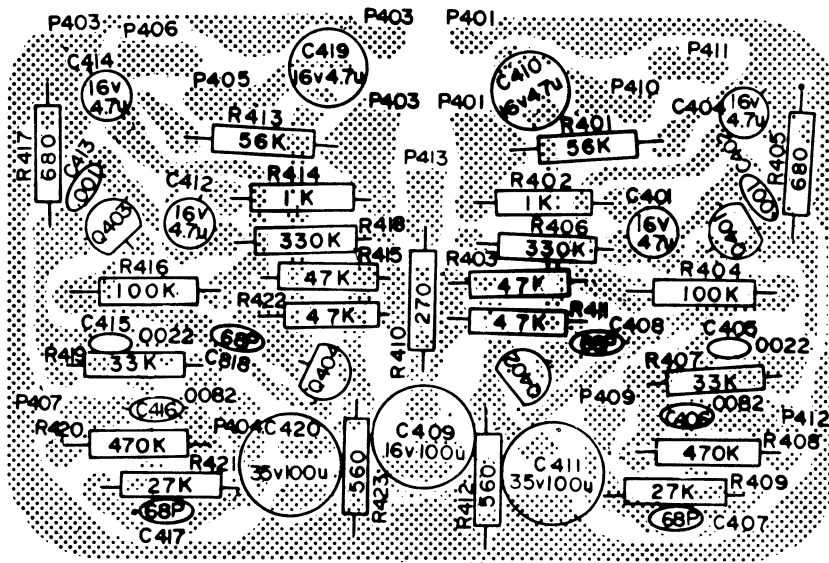 P403
P406
C419
16v4.7u
P403
P401
C410
16v4.7u
P411
C414
16v
4.7u
P405
P403
P401
P410
C404
16v
4.7u
R417
680
R413
56K
R401
56K
R405
680
C413
001
P413
R414
1K
R402
1K
C403
001
C412
16v
4.7u
C401
16v
4.7u
Q403
R418
330K
R406
330K
Q401
R415
47K
R403
47K
R416
100K
R404
100K
R422
47K
R410
270
R411
47K
C415
0022
68P
C818
C408
C405
0022
R419
33K
Q404
Q402
R407
33K
P407
C416
0082
P409
C406
0082
P412
R420
470K
P404
C420
35v100u
C409
16v100u
C411
35v100u
470K
R408
R421
27K
560
R423
R412
560
27K
R409
68P
C417
68P
C407